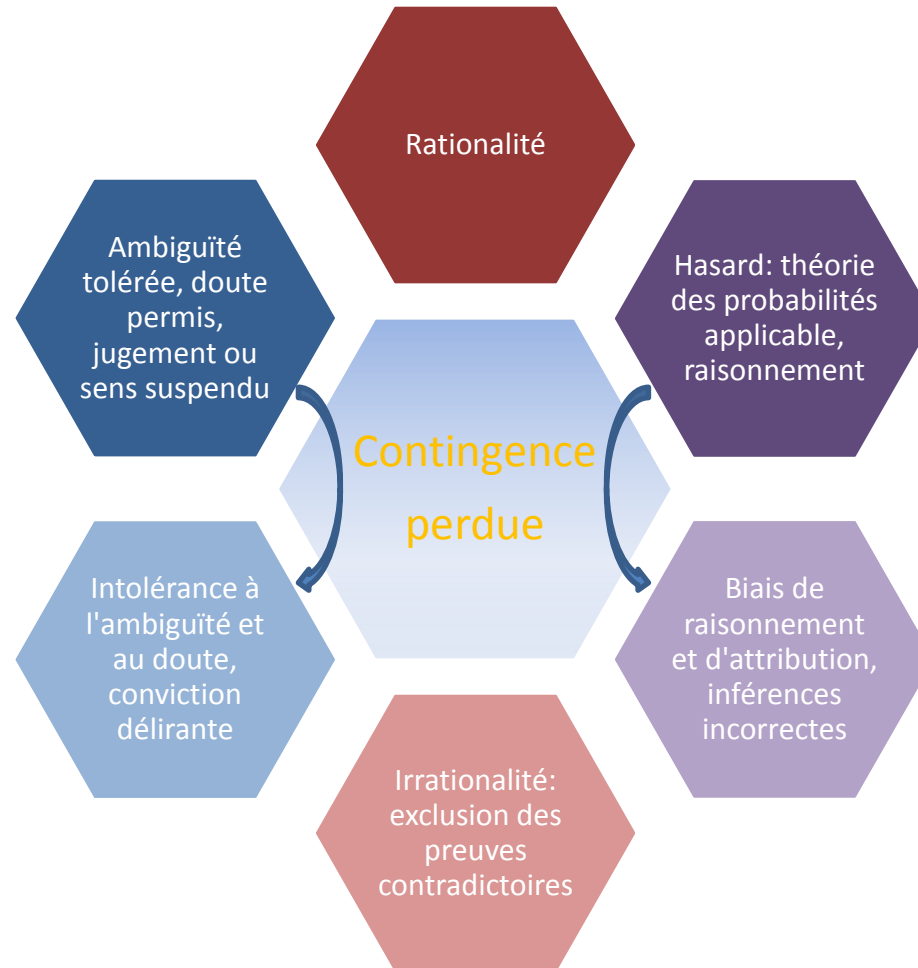 Rationalité
Ambiguïté
tolérée, doute
permis,
jugement ou
sens suspendu
Hasard: théorie
des probabilités
applicable,
raisonnement
Contingence
perdue
Intolérance à
l'ambiguïté et
au doute,
conviction
délirante
Biais de
raisonnement
et d'attribution,
inférences
incorrectes
Irrationalité:
exclusion des
preuves
contradictoires